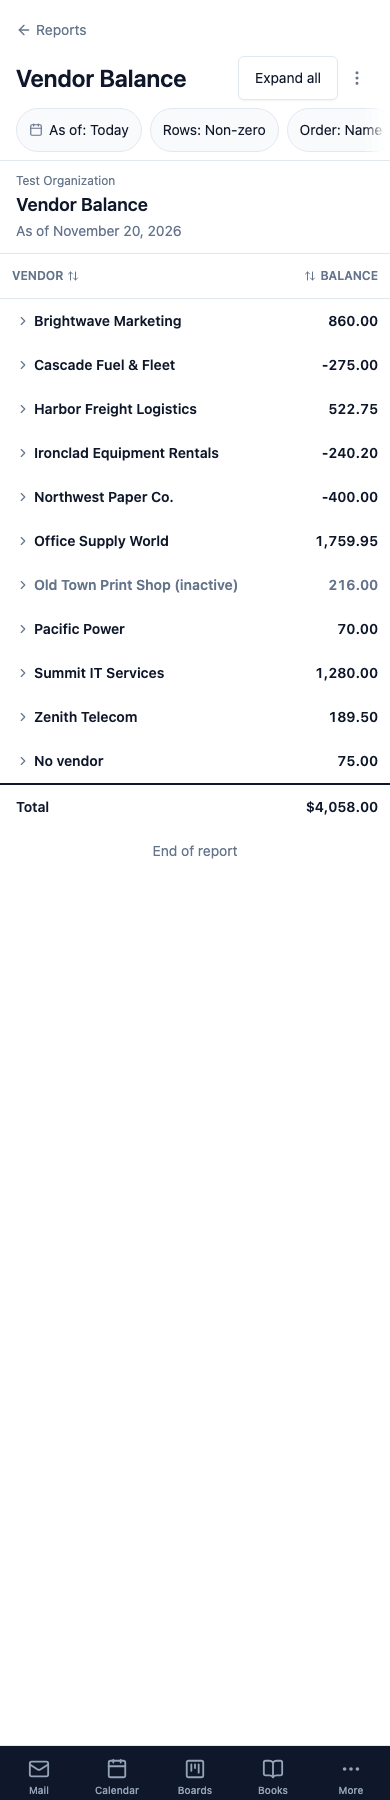 Reports
Vendor Balance
Expand all
As of: Today
Rows: Non-zero
Order: Name
Test Organization
Vendor Balance
As of November 20, 2026
VENDOR BALANCE
Brightwave Marketing 860.00
Cascade Fuel & Fleet -275.00
Harbor Freight Logistics 522.75
Ironclad Equipment Rentals -240.20
Northwest Paper Co. -400.00
Office Supply World 1,759.95
Old Town Print Shop (inactive) 216.00
Pacific Power 70.00
Summit IT Services 1,280.00
Zenith Telecom 189.50
No vendor 75.00
Total $4,058.00
End of report
Mail Calendar Boards Books More